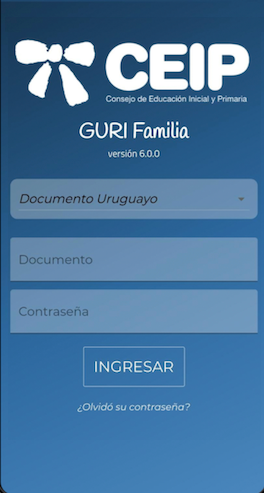 CEIP
Consejo de Educación Inicial y Primaria
GURI Familia
versión 6.0.0
Documento Uruguayo
Documento
Contraseña
INGRESAR
¿Olvidó su contraseña?